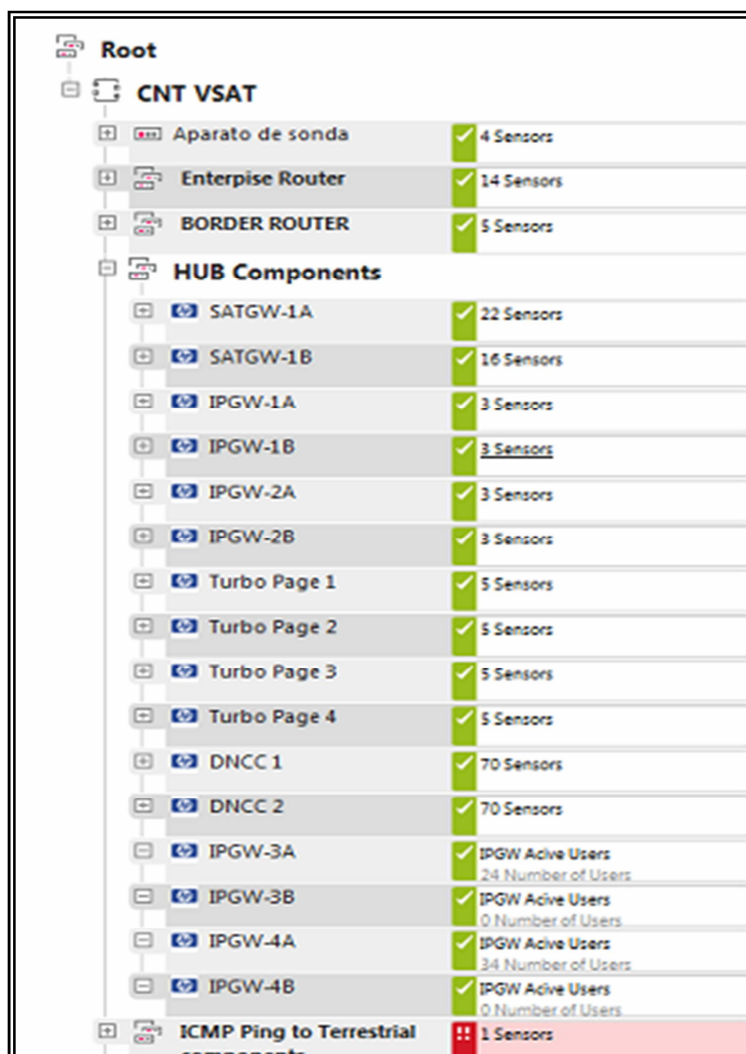 Root
CNT VSAT
Aparato de sonda 4 Sensors
Enterpise Router 14 Sensors
BORDER ROUTER 5 Sensors
HUB Components
SATGW-1A 22 Sensors
SATGW-1B 16 Sensors
IPGW-1A 3 Sensors
IPGW-1B 3 Sensors
IPGW-2A 3 Sensors
IPGW-2B 3 Sensors
Turbo Page 1 5 Sensors
Turbo Page 2 5 Sensors
Turbo Page 3 5 Sensors
Turbo Page 4 5 Sensors
DNCC 1 70 Sensors
DNCC 2 70 Sensors
IPGW-3A IPGW Acive Users
24 Number of Users
IPGW-3B IPGW Acive Users
0 Number of Users
IPGW-4A IPGW Acive Users
34 Number of Users
IPGW-4B IPGW Acive Users
0 Number of Users
ICMP Ping to Terrestrial 1 Sensors
components